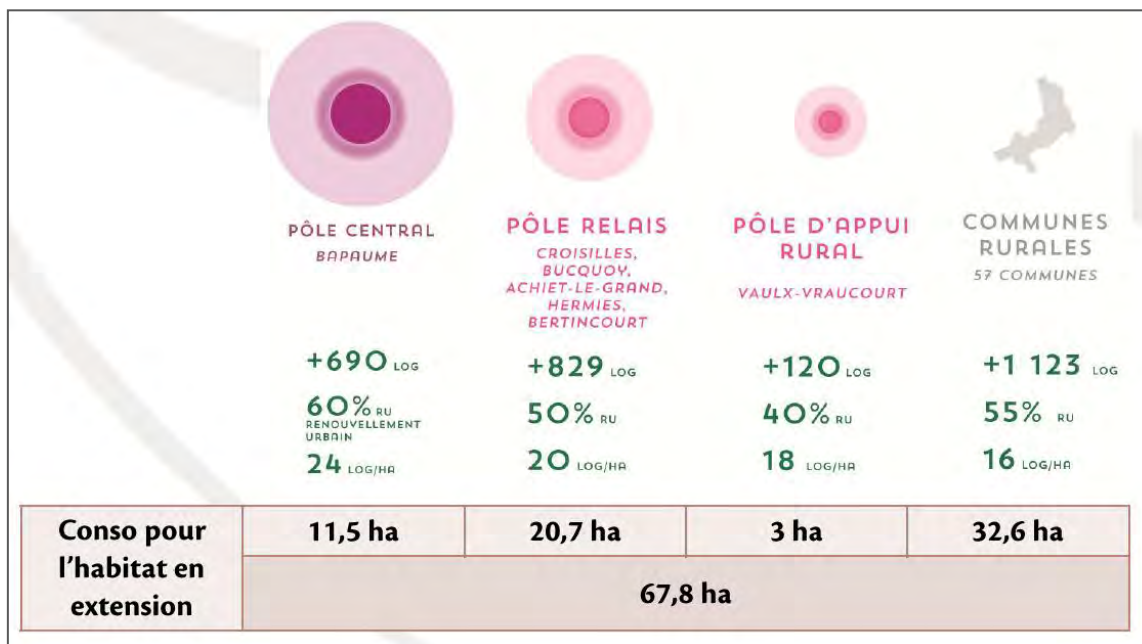 PÔLE CENTRAL
BAPAUME
+690 LOG
60% RU
RENOUVELLEMENT
URBAIN
24 LOG/HA
PÔLE RELAIS
CROISILLES,
BUCQUOY,
ACHIET-LE-GRAND,
HERMIES,
BERTINCOURT
+829 LOG
50% RU
20 LOG/HA
PÔLE D'APPUI
RURAL
VAULX-VRAUCOURT
+120 LOG
40% RU
18 LOG/HA
COMMUNES
RURALES
57 COMMUNES
+1 123 LOG
55% RU
16 LOG/HA
Conso pour
l'habitat en
extension
11,5 ha
20,7 ha
3 ha
32,6 ha
67,8 ha